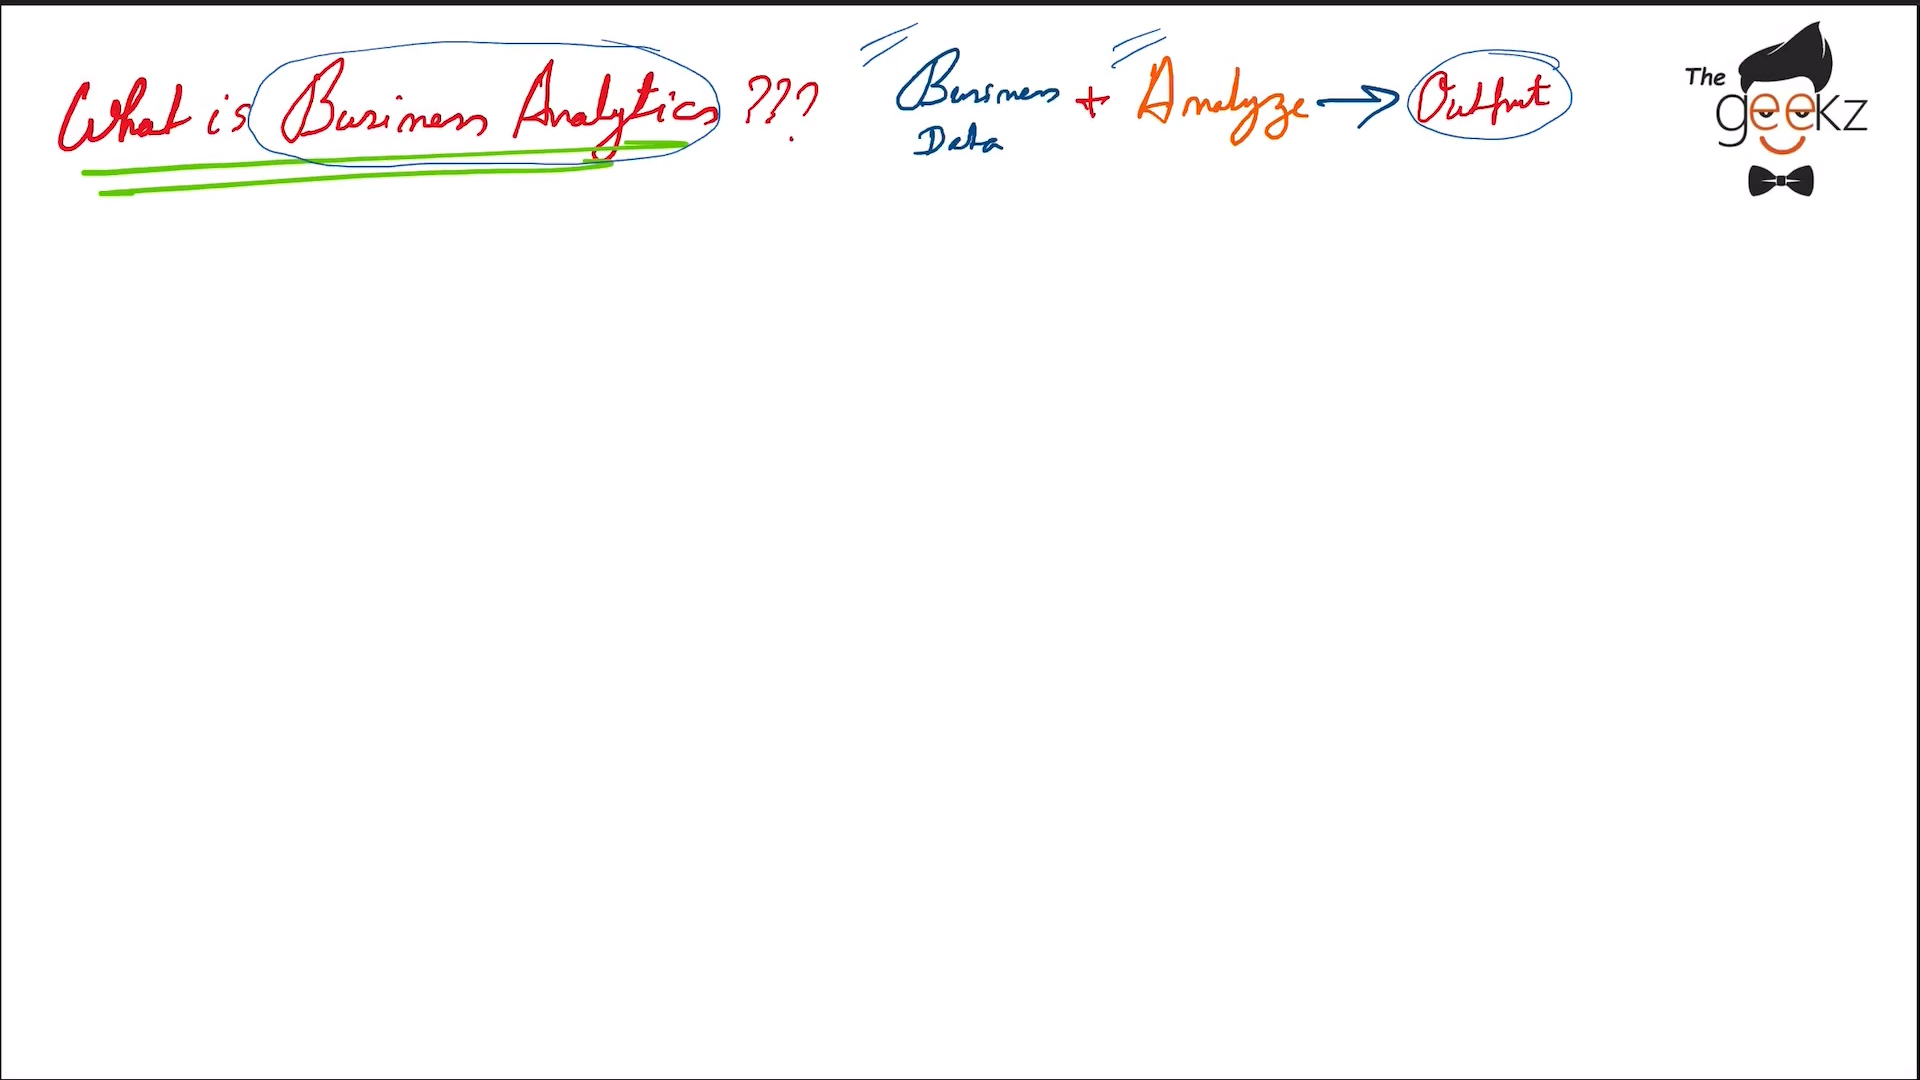 What is Business Analytics ???
Business + Analyze → Output
Data
The
geekz